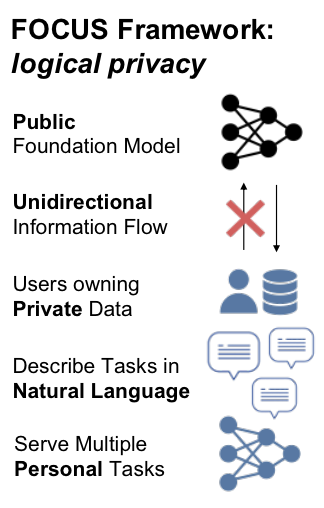 FOCUS Framework:
logical privacy
Public
Foundation Model
Unidirectional
Information Flow
Users owning
Private Data
Describe Tasks in
Natural Language
Serve Multiple
Personal Tasks